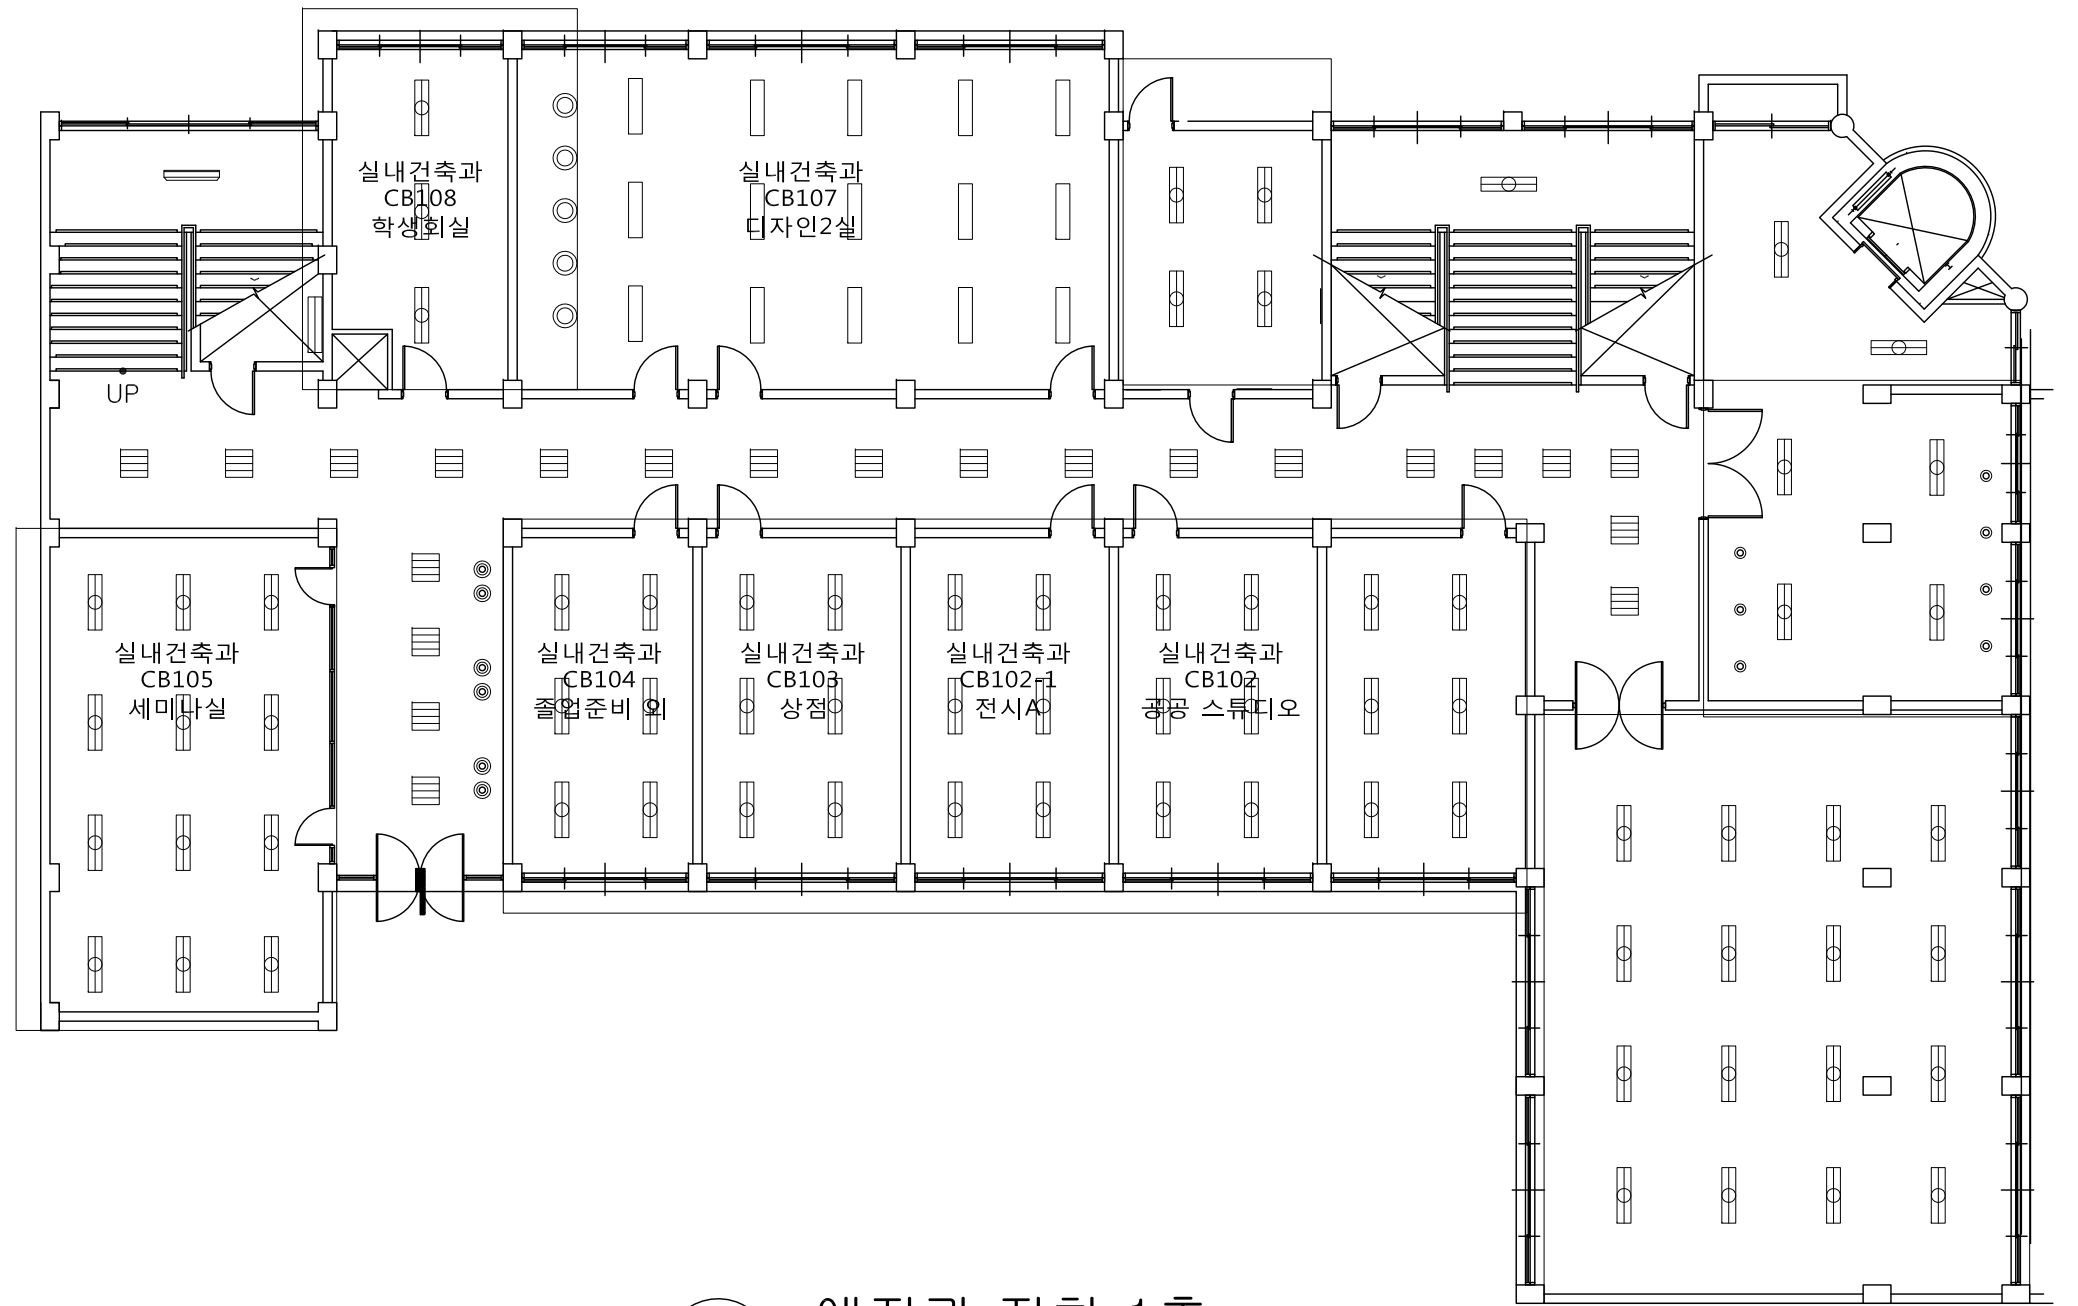 실내건축과
CB108
학생회실
실내건축과
CB107
디자인2실
UP
실내건축과
CB105
세미나실
실내건축과
CB104
졸업준비 외
실내건축과
CB103
상점
실내건축과
CB102-1
전시A
실내건축과
CB102
공공 스튜디오